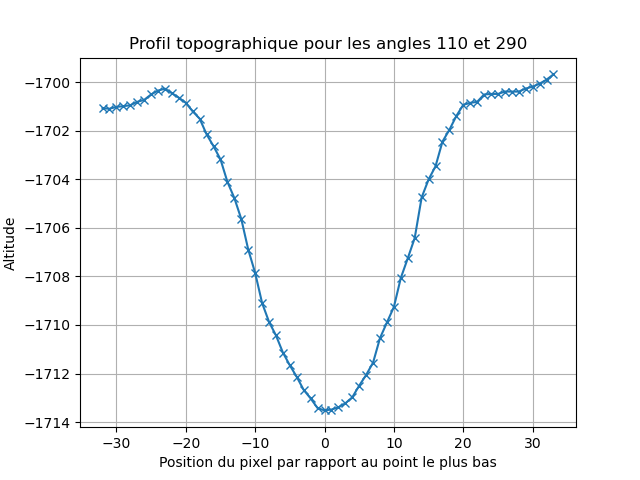 Profil topographique pour les angles 110 et 290
−1700
−1702
−1704
−1706
−1708
−1710
−1712
−1714
Altitude
−30 −20 −10 0 10 20 30
Position du pixel par rapport au point le plus bas